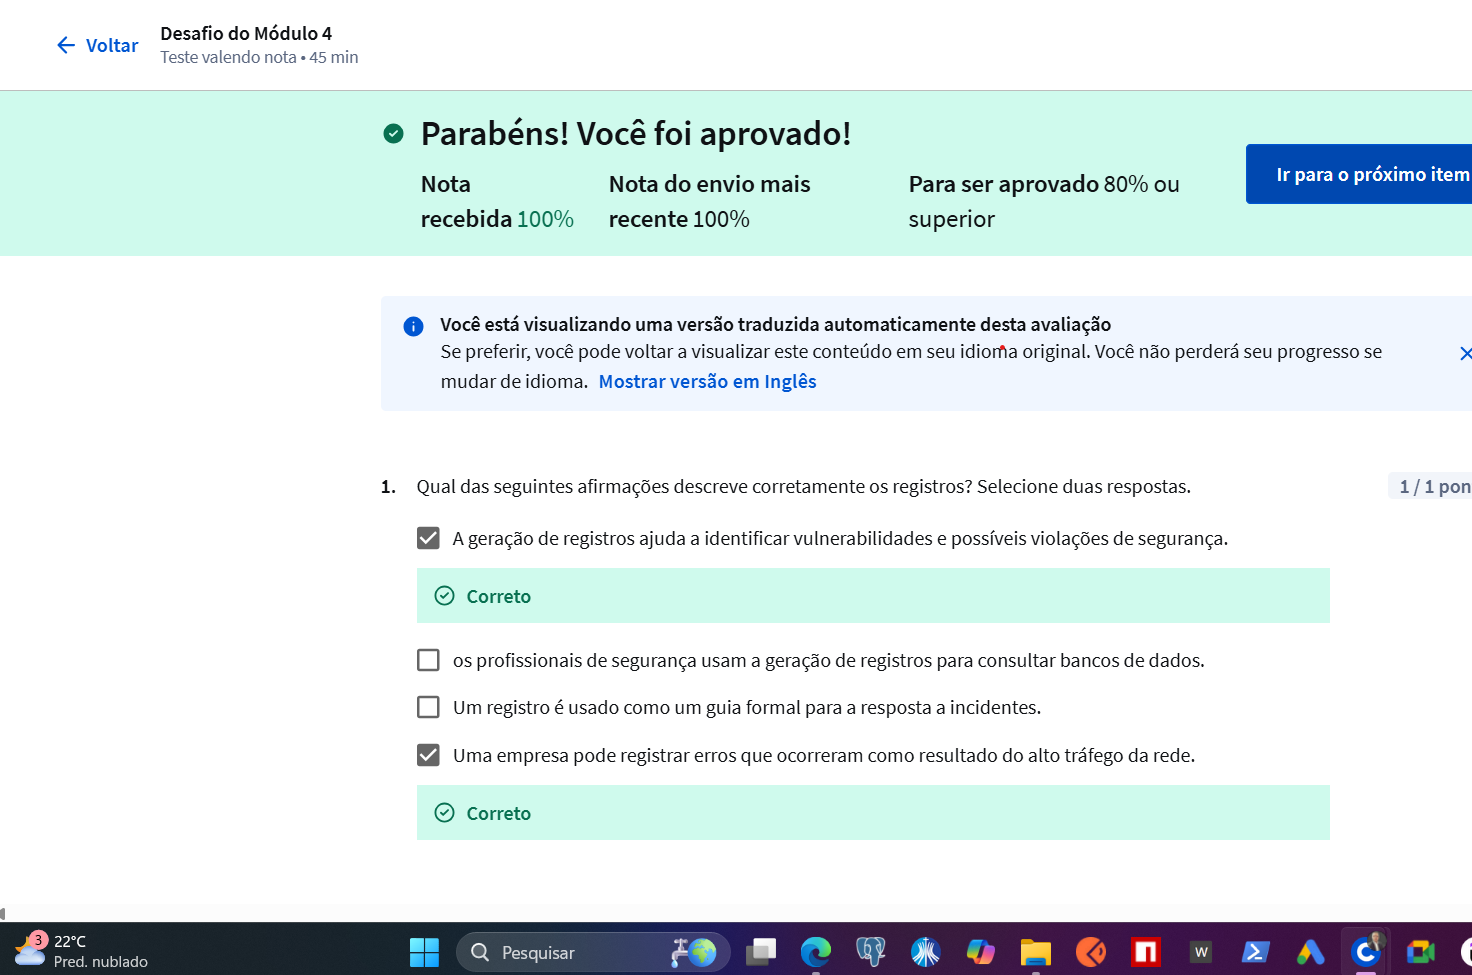 Voltar
Desafio do Módulo 4
Teste valendo nota • 45 min
Parabéns! Você foi aprovado!
Nota
recebida 100%
Nota do envio mais
recente 100%
Para ser aprovado 80% ou
superior
Ir para o próximo item
Você está visualizando uma versão traduzida automaticamente desta avaliação
Se preferir, você pode voltar a visualizar este conteúdo em seu idioma original. Você não perderá seu progresso se
mudar de idioma. Mostrar versão em Inglês
1. Qual das seguintes afirmações descreve corretamente os registros? Selecione duas respostas.
1 / 1 pon
A geração de registros ajuda a identificar vulnerabilidades e possíveis violações de segurança.
Correto
os profissionais de segurança usam a geração de registros para consultar bancos de dados.
Um registro é usado como um guia formal para a resposta a incidentes.
Uma empresa pode registrar erros que ocorreram como resultado do alto tráfego da rede.
Correto
3
22°C
Pred. nublado
Pesquisar
W